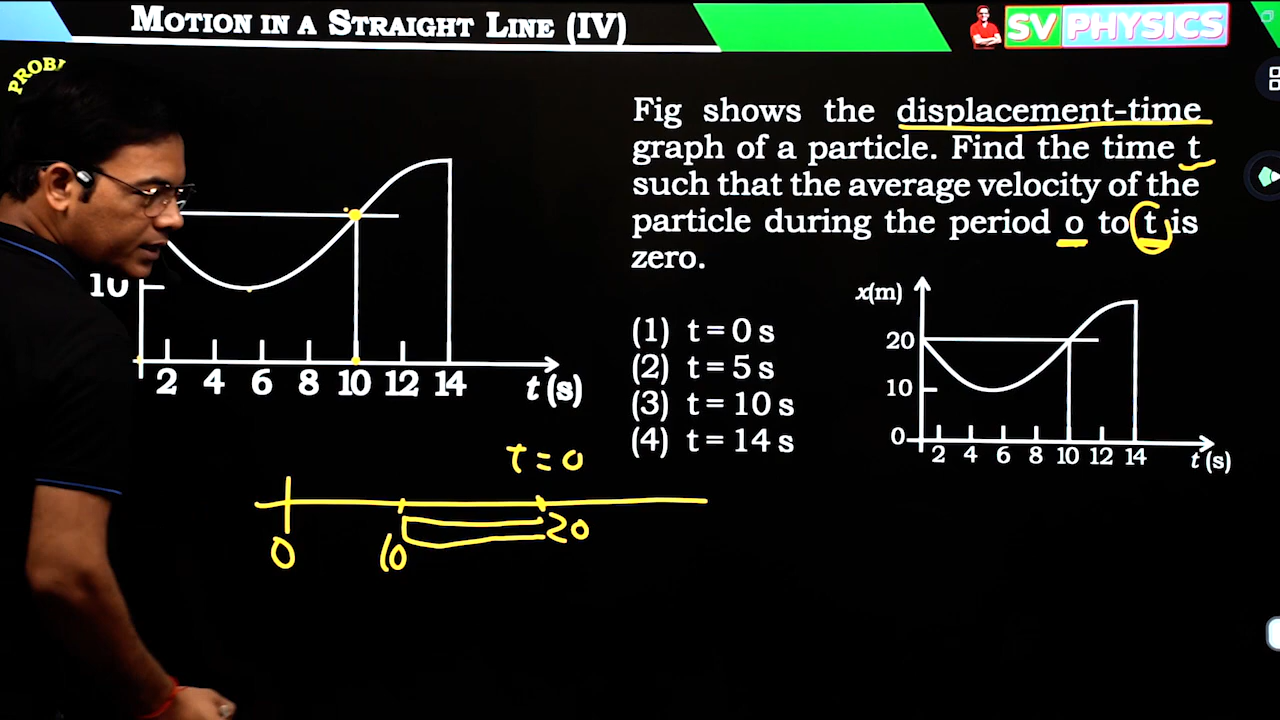 MOTION IN A STRAIGHT LINE (IV)
SV PHYSICS
Fig shows the displacement-time
graph of a particle. Find the time t
such that the average velocity of the
particle during the period o to t is
zero.
(1) t = 0 s
(2) t = 5 s
(3) t = 10 s
(4) t = 14 s
x(m)
20
10
0
2 4 6 8 10 12 14
t (s)
10
2 4 6 8 10 12 14
t (s)
t = 0
0 10 20